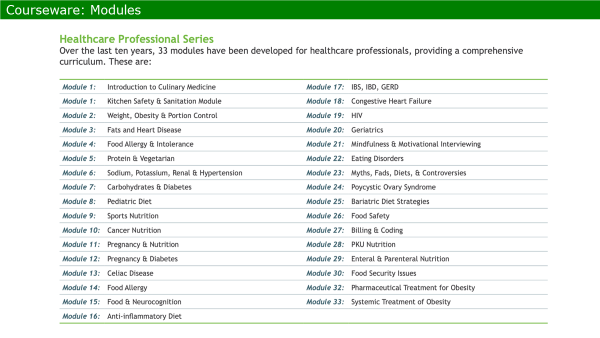 Courseware: Modules
Healthcare Professional Series
Over the last ten years, 33 modules have been developed for healthcare professionals, providing a comprehensive
curriculum. These are:
Module 1: Introduction to Culinary Medicine
Module 1: Kitchen Safety & Sanitation Module
Module 2: Weight, Obesity & Portion Control
Module 3: Fats and Heart Disease
Module 4: Food Allergy & Intolerance
Module 5: Protein & Vegetarian
Module 6: Sodium, Potassium, Renal & Hypertension
Module 7: Carbohydrates & Diabetes
Module 8: Pediatric Diet
Module 9: Sports Nutrition
Module 10: Cancer Nutrition
Module 11: Pregnancy & Nutrition
Module 12: Pregnancy & Diabetes
Module 13: Celiac Disease
Module 14: Food Allergy
Module 15: Food & Neurocognition
Module 16: Anti-inflammatory Diet
Module 17: IBS, IBD, GERD
Module 18: Congestive Heart Failure
Module 19: HIV
Module 20: Geriatrics
Module 21: Mindfulness & Motivational Interviewing
Module 22: Eating Disorders
Module 23: Myths, Fads, Diets, & Controversies
Module 24: Poycystic Ovary Syndrome
Module 25: Bariatric Diet Strategies
Module 26: Food Safety
Module 27: Billing & Coding
Module 28: PKU Nutrition
Module 29: Enteral & Parenteral Nutrition
Module 30: Food Security Issues
Module 32: Pharmaceutical Treatment for Obesity
Module 33: Systemic Treatment of Obesity